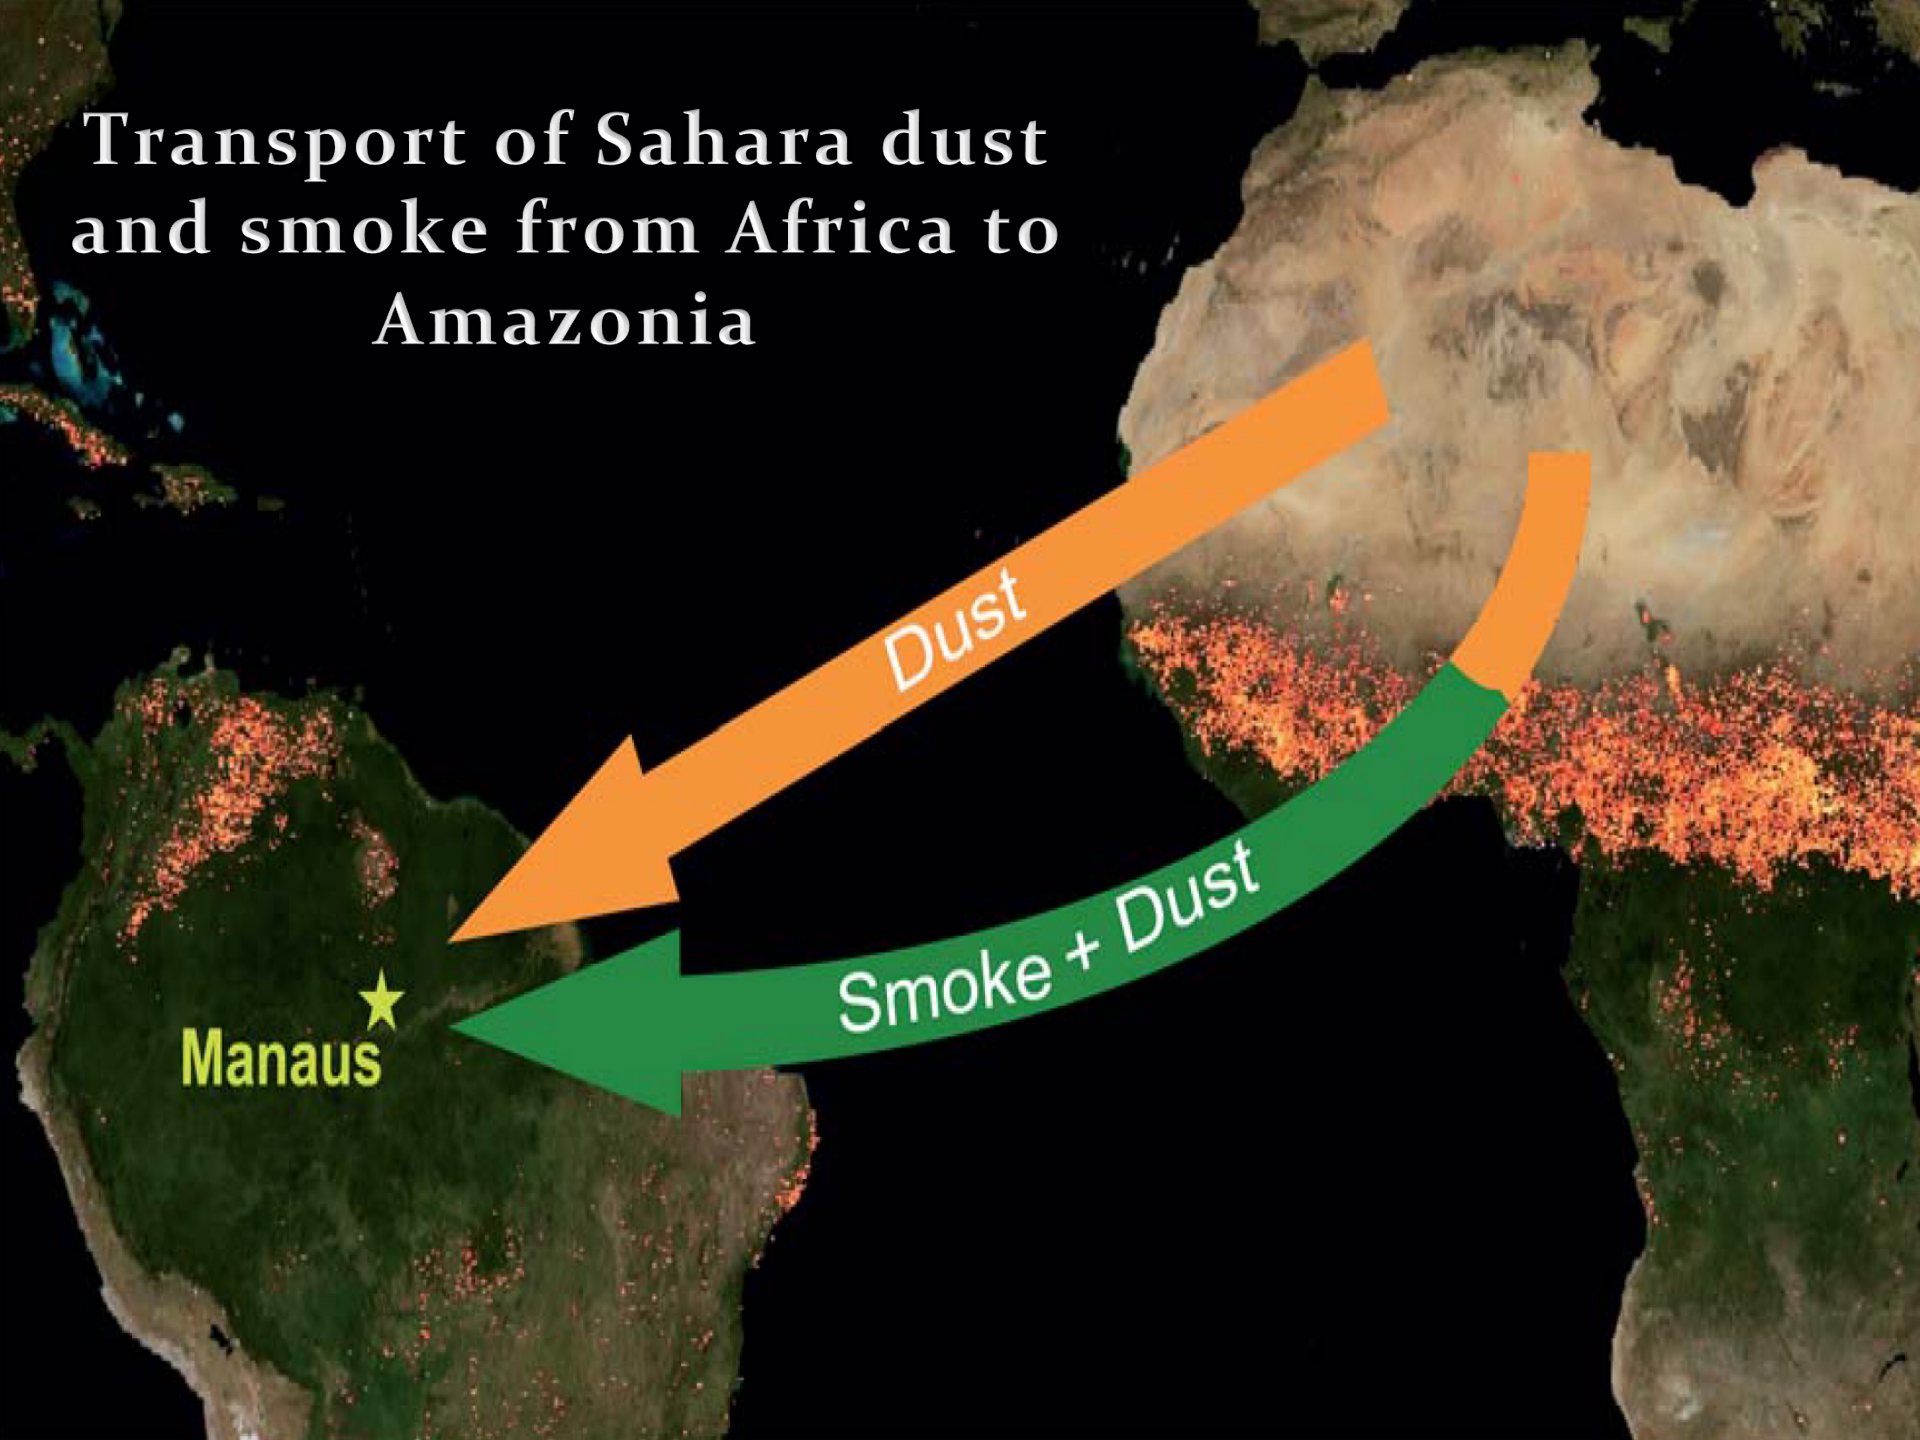 Transport of Sahara dust
and smoke from Africa to
Amazonia
Dust
Smoke + Dust
Manaus